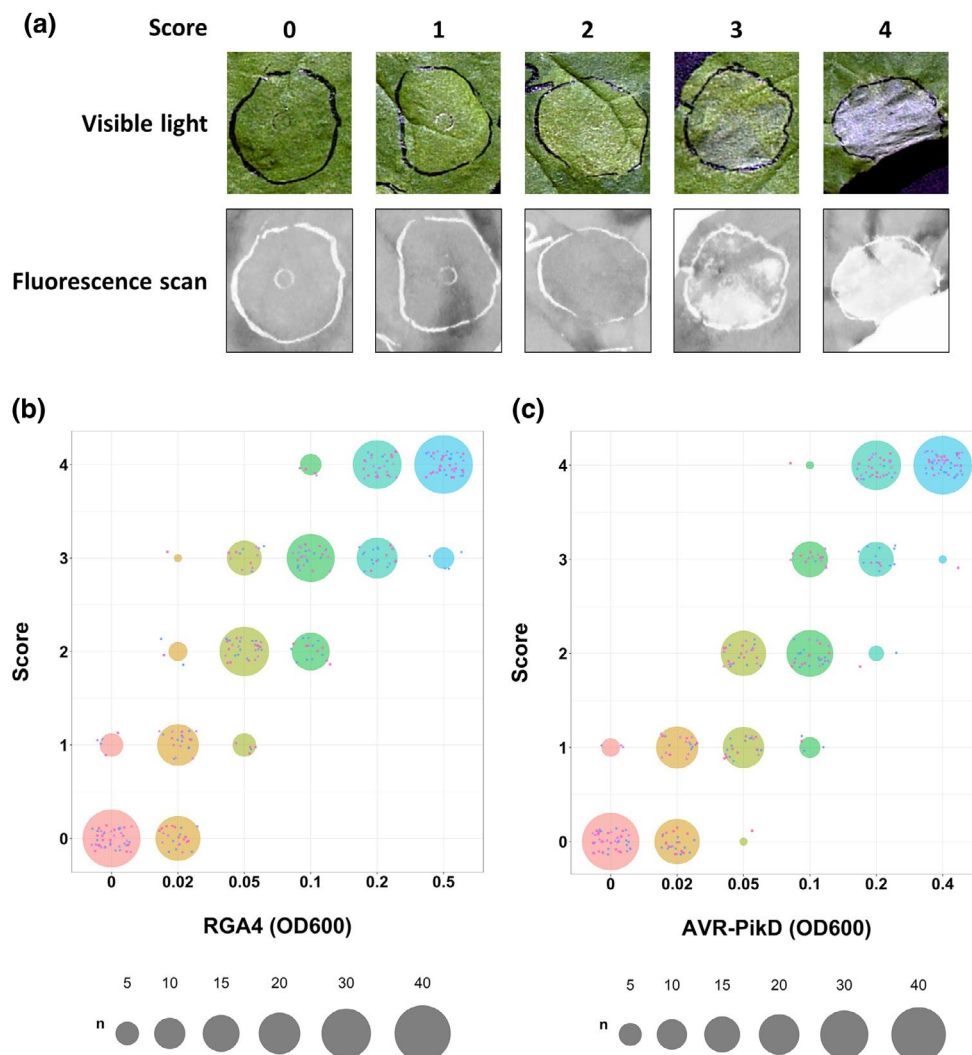 (a)
Score 0 1 2 3 4
Visible light
Fluorescence scan
(b)
Score
4
3
2
1
0
0 0.02 0.05 0.1 0.2 0.5
RGA4 (OD600)
5 10 15 20 30 40
n
(c)
Score
4
3
2
1
0
0 0.02 0.05 0.1 0.2 0.4
AVR-PikD (OD600)
5 10 15 20 30 40
n